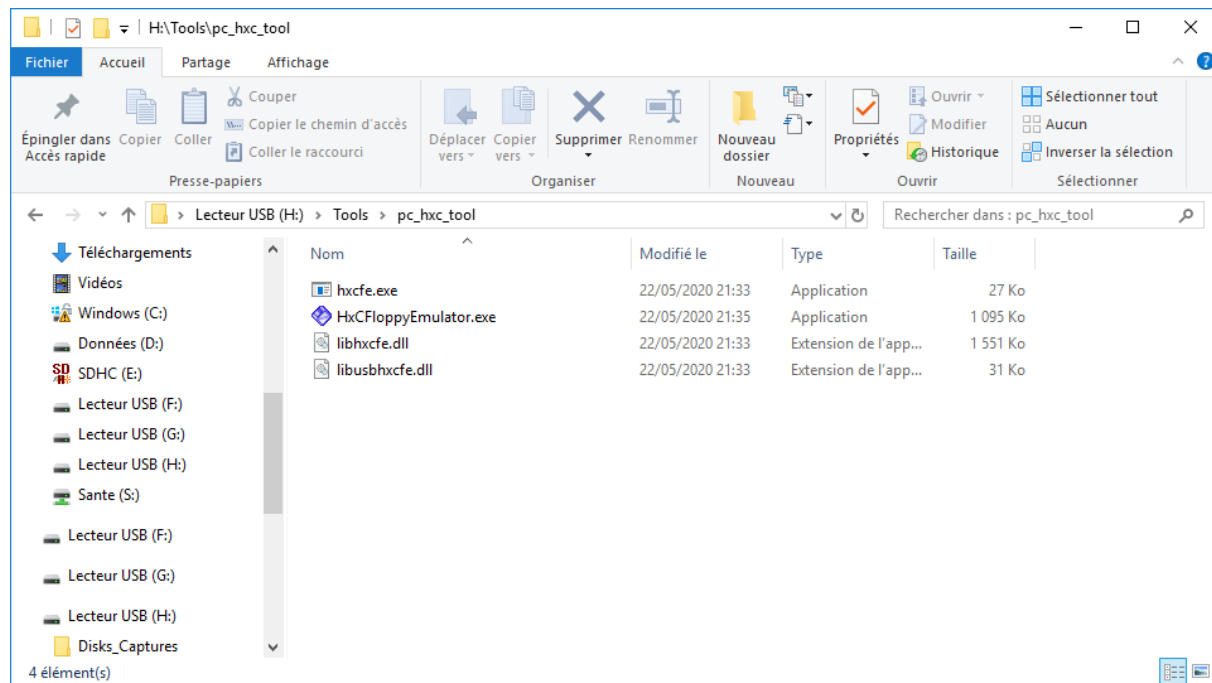 H:\Tools\pc_hxc_tool
Fichier Accueil Partage Affichage
Épingler dans Accès rapide
Copier
Coller
Couper
Copier le chemin d'accès
Coller le raccourci
Presse-papiers
Déplacer vers
Copier vers
Supprimer
Renommer
Organiser
Nouveau dossier
Nouveau
Propriétés
Ouvrir
Modifier
Historique
Ouvrir
Sélectionner tout
Aucun
Inverser la sélection
Sélectionner
Lecteur USB (H:) > Tools > pc_hxc_tool
Rechercher dans : pc_hxc_tool
Téléchargements
Vidéos
Windows (C:)
Données (D:)
SDHC (E:)
Lecteur USB (F:)
Lecteur USB (G:)
Lecteur USB (H:)
Sante (S:)
Lecteur USB (F:)
Lecteur USB (G:)
Lecteur USB (H:)
Disks_Captures
Nom Modifié le Type Taille
hxcfe.exe 22/05/2020 21:33 Application 27 Ko
HxCFloppyEmulator.exe 22/05/2020 21:35 Application 1 095 Ko
libhxcfe.dll 22/05/2020 21:33 Extension de l'app... 1 551 Ko
libusbhxcfe.dll 22/05/2020 21:33 Extension de l'app... 31 Ko
4 élément(s)